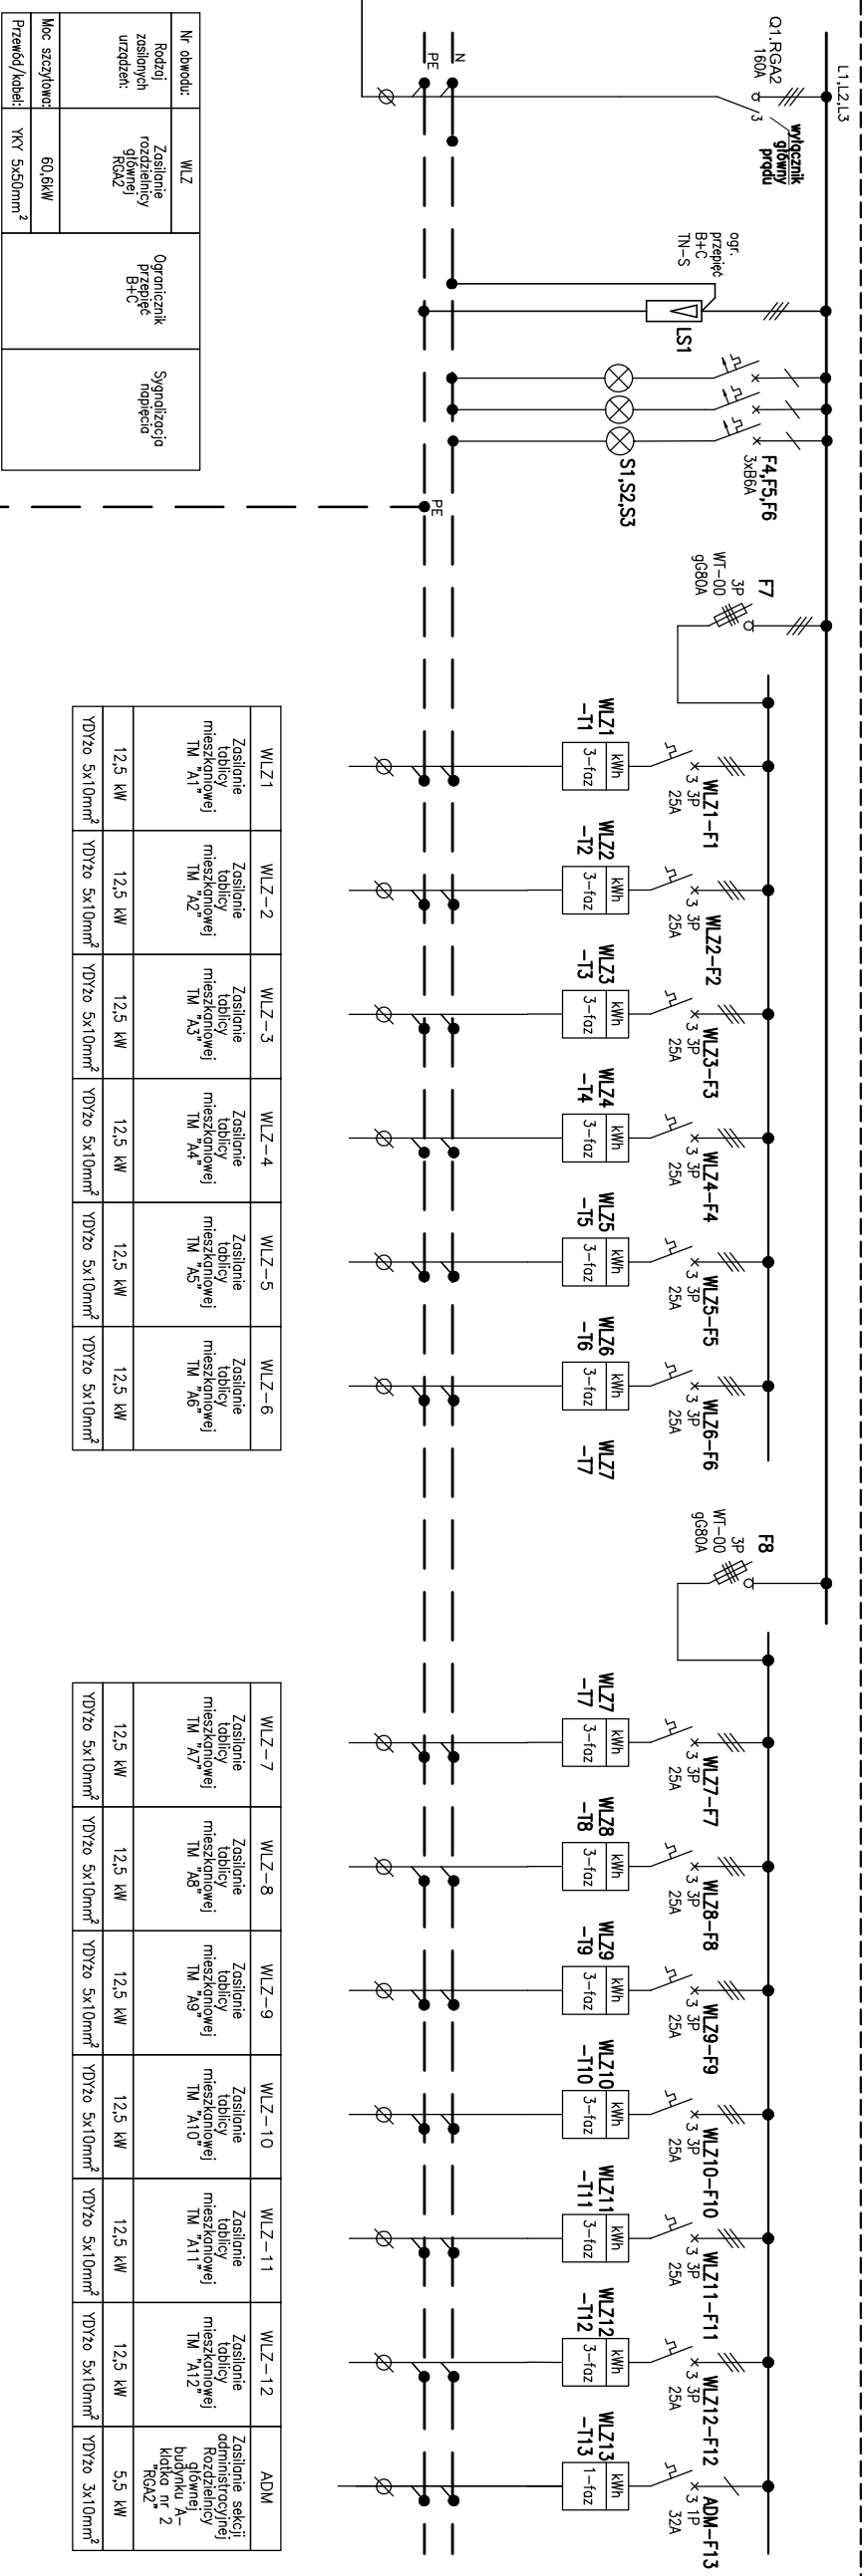 L1,L2,L3
Q1.RGA2
160A
3
wyłącznik
główny
prądu
N
PE
ogr.
przepięć
B+C
TN-S
LS1
F4,F5,F6
3xB6A
S1,S2,S3
PE
F7
3P
WT-00
gG80A
WLZ1-F1
3 3P
25A
WLZ1
-T1
kWh
3-faz
WLZ2-F2
3 3P
25A
WLZ2
-T2
kWh
3-faz
WLZ3-F3
3 3P
25A
WLZ3
-T3
kWh
3-faz
WLZ4-F4
3 3P
25A
WLZ4
-T4
kWh
3-faz
WLZ5-F5
3 3P
25A
WLZ5
-T5
kWh
3-faz
WLZ6-F6
3 3P
25A
WLZ6
-T6
kWh
3-faz
WLZ7
-T7
F8
3P
WT-00
gG80A
WLZ7-F7
3 3P
25A
WLZ7
-T7
kWh
3-faz
WLZ8-F8
3 3P
25A
WLZ8
-T8
kWh
3-faz
WLZ9-F9
3 3P
25A
WLZ9
-T9
kWh
3-faz
WLZ10-F10
3 3P
25A
WLZ10
-T10
kWh
3-faz
WLZ11-F11
3 3P
25A
WLZ11
-T11
kWh
3-faz
WLZ12-F12
3 3P
25A
WLZ12
-T12
kWh
3-faz
ADM-F13
3 1P
32A
WLZ13
-T13
kWh
1-faz
Nr obwodu:
WLZ
Rodzaj
zasilanych
urządzeń:
Zasilanie
rozdzielnicy
głównej
RGA2
Ogranicznik
przepięć
B+C
Sygnalizacja
napięcia
Moc szczytowa:
60,6kW
Przewód/kabel:
YKY 5x50mm²
WLZ1
Zasilanie
tablicy
mieszkaniowej
TM "A1"
12,5 kW
YDYżo 5x10mm²
WLZ-2
Zasilanie
tablicy
mieszkaniowej
TM "A2"
12,5 kW
YDYżo 5x10mm²
WLZ-3
Zasilanie
tablicy
mieszkaniowej
TM "A3"
12,5 kW
YDYżo 5x10mm²
WLZ-4
Zasilanie
tablicy
mieszkaniowej
TM "A4"
12,5 kW
YDYżo 5x10mm²
WLZ-5
Zasilanie
tablicy
mieszkaniowej
TM "A5"
12,5 kW
YDYżo 5x10mm²
WLZ-6
Zasilanie
tablicy
mieszkaniowej
TM "A6"
12,5 kW
YDYżo 5x10mm²
WLZ-7
Zasilanie
tablicy
mieszkaniowej
TM "A7"
12,5 kW
YDYżo 5x10mm²
WLZ-8
Zasilanie
tablicy
mieszkaniowej
TM "A8"
12,5 kW
YDYżo 5x10mm²
WLZ-9
Zasilanie
tablicy
mieszkaniowej
TM "A9"
12,5 kW
YDYżo 5x10mm²
WLZ-10
Zasilanie
tablicy
mieszkaniowej
TM "A10"
12,5 kW
YDYżo 5x10mm²
WLZ-11
Zasilanie
tablicy
mieszkaniowej
TM "A11"
12,5 kW
YDYżo 5x10mm²
WLZ-12
Zasilanie
tablicy
mieszkaniowej
TM "A12"
12,5 kW
YDYżo 5x10mm²
ADM
Zasilanie sekcji
administracyjnej
Rozdzielnicy
głównej
budynku A-
klatka nr 2
"RGA2"
5,5 kW
YDYżo 3x10mm²